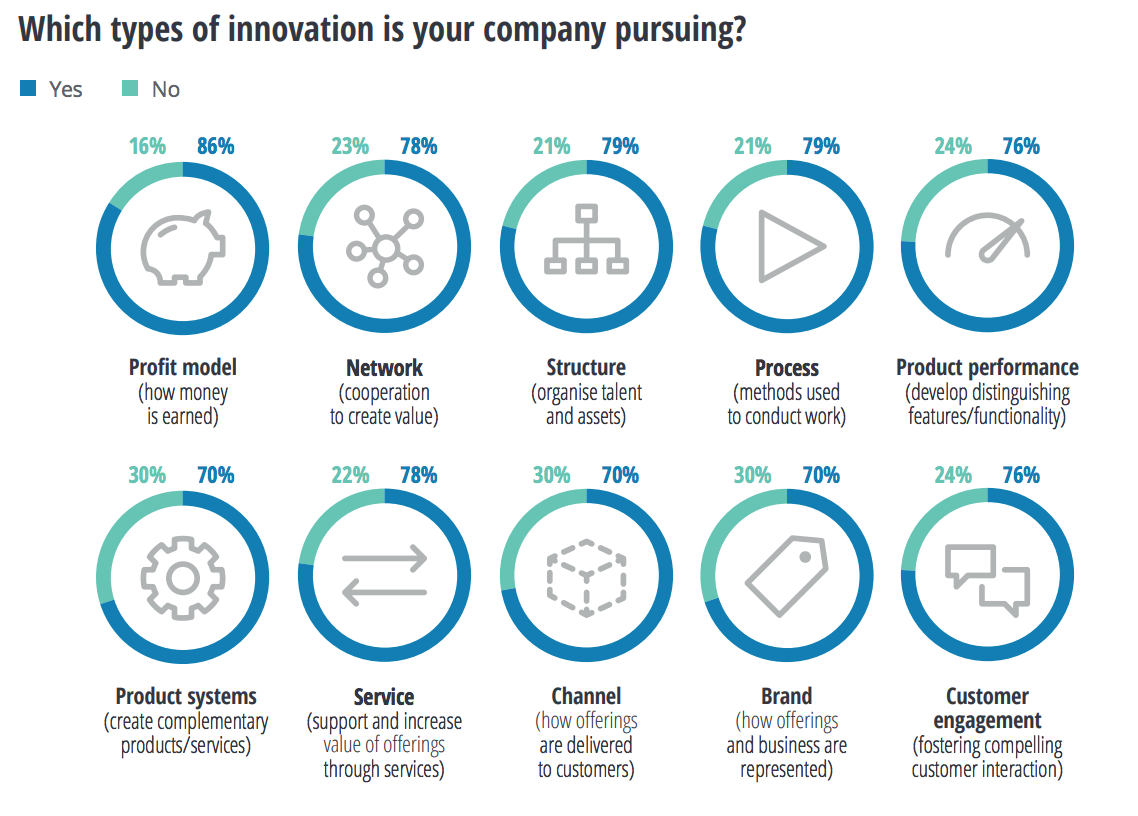 Which types of innovation is your company pursuing?
Yes No
16% 86% 23% 78% 21% 79% 21% 79% 24% 76%
Profit model Network Structure Process Product performance
(how money (cooperation (organise talent (methods used (develop distinguishing
is earned) to create value) and assets) to conduct work) features/functionality)
30% 70% 22% 78% 30% 70% 30% 70% 24% 76%
Product systems Service Channel Brand Customer
(create complementary (support and increase (how offerings (how offerings engagement
products/services) value of offerings are delivered and business are (fostering compelling
through services) to customers) represented) customer interaction)